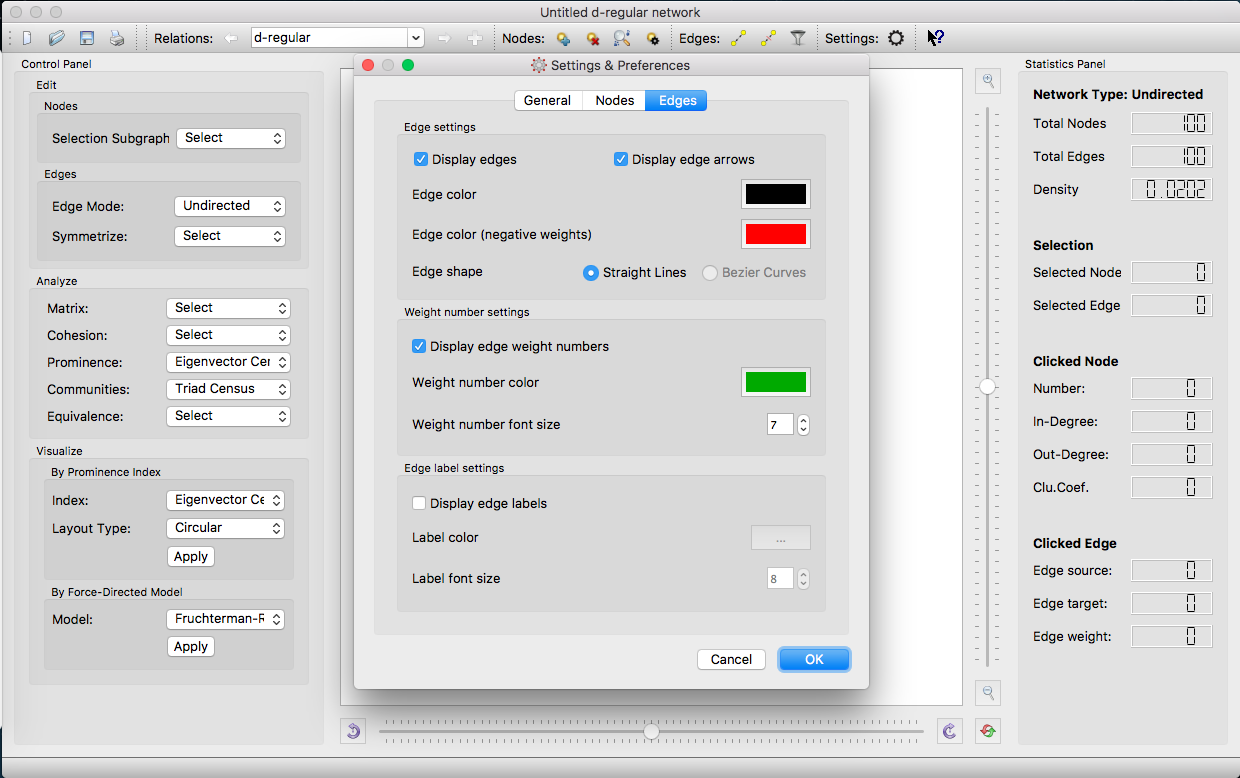 Untitled d-regular network
Relations: d-regular Nodes: Edges: Settings: ?
Control Panel
Edit
Nodes
Selection Subgraph Select
Edges
Edge Mode: Undirected
Symmetrize: Select
Analyze
Matrix: Select
Cohesion: Select
Prominence: Eigenvector Cer
Communities: Triad Census
Equivalence: Select
Visualize
By Prominence Index
Index: Eigenvector Ce
Layout Type: Circular
Apply
By Force-Directed Model
Model: Fruchterman-R
Apply
Settings & Preferences
General Nodes Edges
Edge settings
Display edges Display edge arrows
Edge color
Edge color (negative weights)
Edge shape Straight Lines Bezier Curves
Weight number settings
Display edge weight numbers
Weight number color
Weight number font size 7
Edge label settings
Display edge labels
Label color ...
Label font size 8
Cancel OK
Statistics Panel
Network Type: Undirected
Total Nodes 100
Total Edges 100
Density 0.0202
Selection
Selected Node 0
Selected Edge 0
Clicked Node
Number: 0
In-Degree: 0
Out-Degree: 0
Clu.Coef. 0
Clicked Edge
Edge source: 0
Edge target: 0
Edge weight: 0